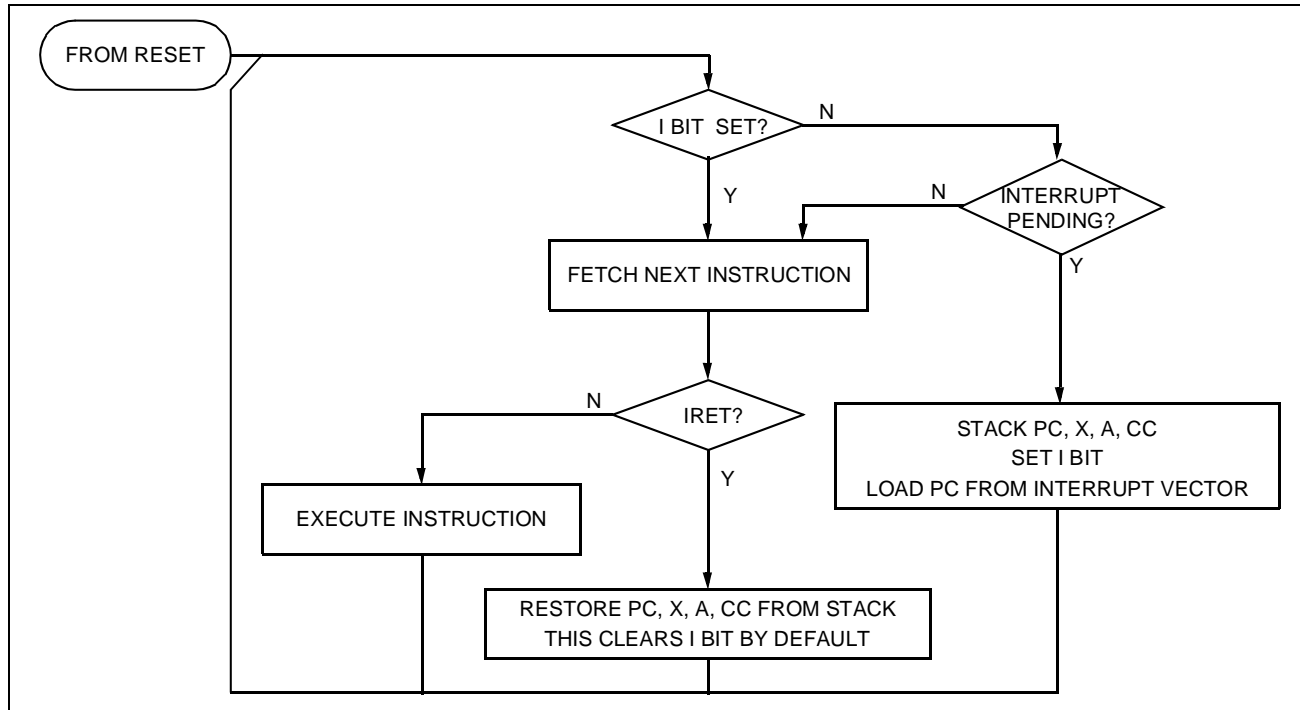 FROM RESET
I BIT SET?
N
Y
N
INTERRUPT
PENDING?
Y
FETCH NEXT INSTRUCTION
N
IRET?
Y
STACK PC, X, A, CC
SET I BIT
LOAD PC FROM INTERRUPT VECTOR
EXECUTE INSTRUCTION
RESTORE PC, X, A, CC FROM STACK
THIS CLEARS I BIT BY DEFAULT